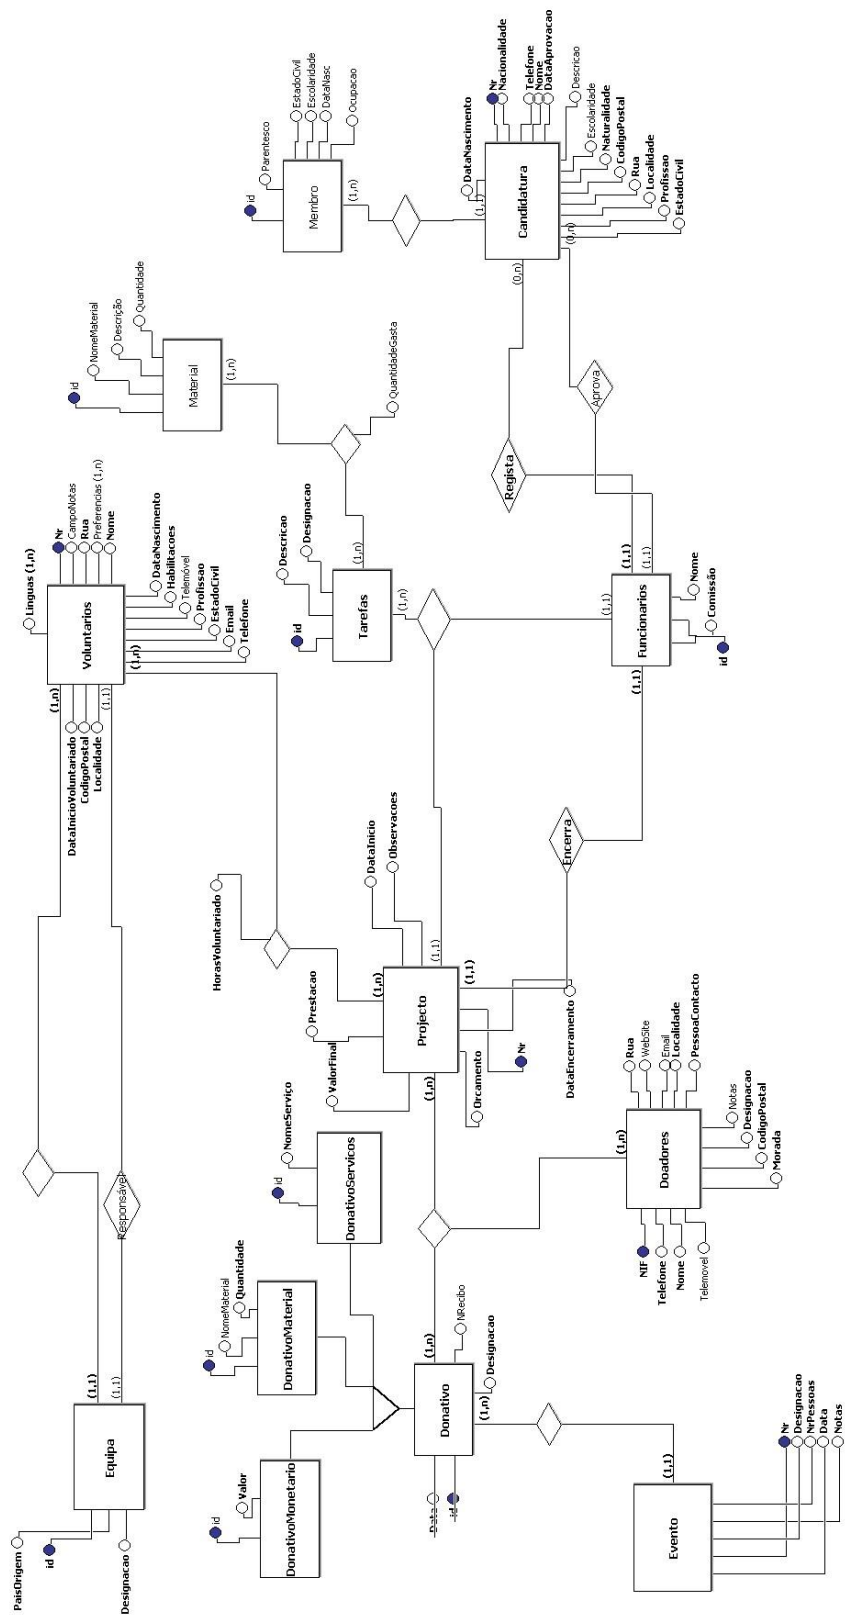 Membro
id
Parentesco
EstadoCivil
Escolaridade
DataNasc
Ocupacao
(1,n)
Candidatura
DataNascimento
Nr
Nacionalidade
Telefone
Nome
DataAprovacao
Descricao
Escolaridade
Naturalidade
CodigoPostal
Rua
Localidade
Profissao
EstadoCivil
(1,1)
(0,n)
(0,n)
Material
id
NomeMaterial
Descrição
Quantidade
(1,n)
QuantidadeGasta
Aprova
Regista
Voluntarios
Linguas (1,n)
Nr
CampoNotas
Rua
Preferencias (1,n)
Nome
DataNascimento
Habilitacoes
Telemóvel
Profissao
EstadoCivil
Email
Telefone
(1,n)
(1,n)
(1,1)
DataInicioVoluntariado
CodigoPostal
Localidade
Tarefas
id
Descricao
Designacao
(1,n)
(1,n)
Funcionarios
(1,1)
(1,1)
(1,1)
(1,1)
Nome
Comissão
id
Encerra
HorasVoluntariado
Projecto
Prestacao
ValorFinal
DataInicio
Observacoes
(1,n)
(1,1)
(1,1)
(1,n)
Orcamento
Nr
DataEncerramento
Responsável
Equipa
(1,1)
(1,1)
PaisOrigem
id
Designacao
DonativoServicos
id
NomeServiço
DonativoMaterial
id
NomeMaterial
Quantidade
DonativoMonetario
id
Valor
Donativo
(1,n)
NRecibo
Designacao
(1,n)
Data
id
Doadores
(1,n)
Rua
WebSite
Email
Localidade
PessoaContacto
Notas
Designacao
CodigoPostal
Morada
NIF
Telefone
Nome
Telemovel
Evento
(1,1)
Nr
Designacao
NrPessoas
Data
Notas